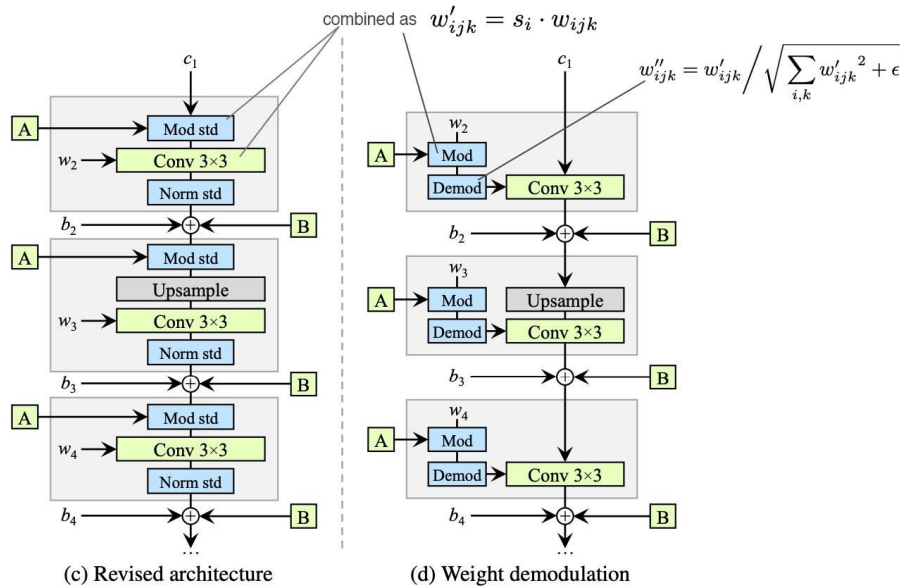 combined as w′ᵢⱼₖ = sᵢ · wᵢⱼₖ
w″ᵢⱼₖ = w′ᵢⱼₖ / √ ∑ᵢ,ₖ w′ᵢⱼₖ² + ϵ
c₁
A
Mod std
w₂
Conv 3×3
Norm std
b₂
B
A
Mod std
Upsample
w₃
Conv 3×3
Norm std
b₃
B
A
Mod std
w₄
Conv 3×3
Norm std
b₄
B
...
(c) Revised architecture
c₁
w₂
A
Mod
Demod
Conv 3×3
b₂
B
w₃
A
Mod
Upsample
Demod
Conv 3×3
b₃
B
w₄
A
Mod
Demod
Conv 3×3
b₄
B
...
(d) Weight demodulation